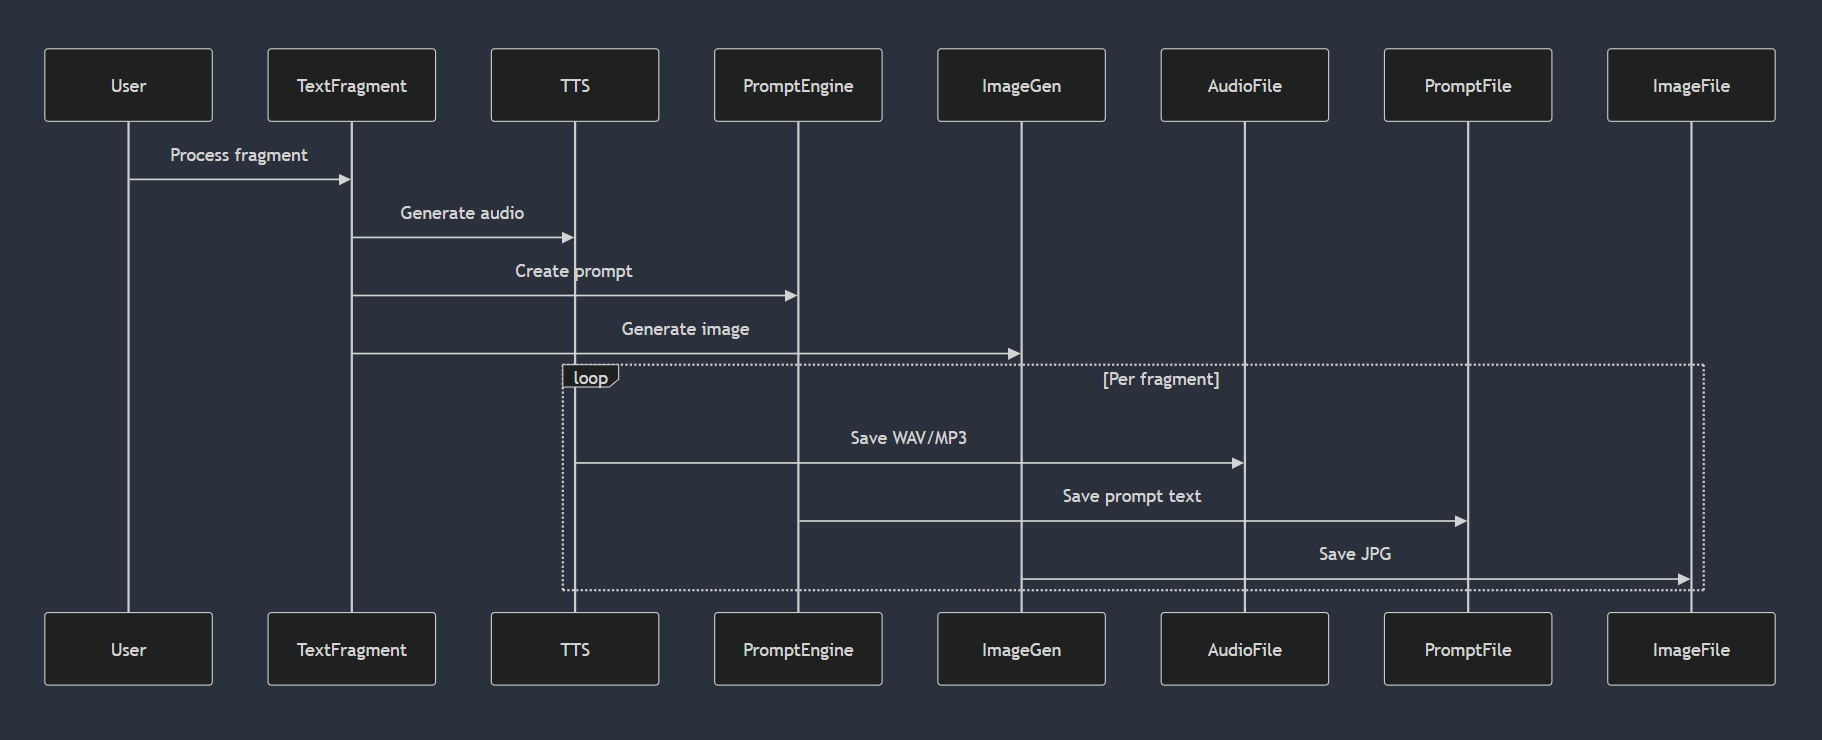 User
TextFragment
TTS
PromptEngine
ImageGen
AudioFile
PromptFile
ImageFile
Process fragment
Generate audio
Create prompt
Generate image
loop
[Per fragment]
Save WAV/MP3
Save prompt text
Save JPG
User
TextFragment
TTS
PromptEngine
ImageGen
AudioFile
PromptFile
ImageFile